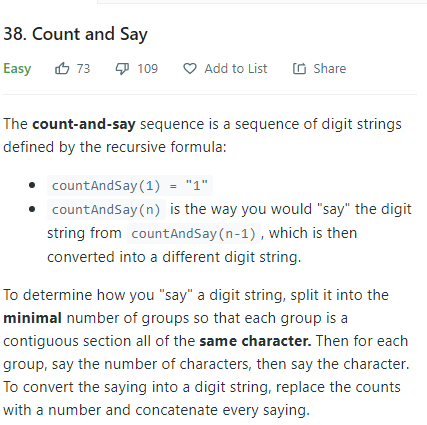 38. Count and Say
Easy 73 109 Add to List Share
The count-and-say sequence is a sequence of digit strings
defined by the recursive formula:
• countAndSay(1) = "1"
• countAndSay(n) is the way you would "say" the digit
string from countAndSay(n-1), which is then
converted into a different digit string.
To determine how you "say" a digit string, split it into the
minimal number of groups so that each group is a
contiguous section all of the same character. Then for each
group, say the number of characters, then say the character.
To convert the saying into a digit string, replace the counts
with a number and concatenate every saying.